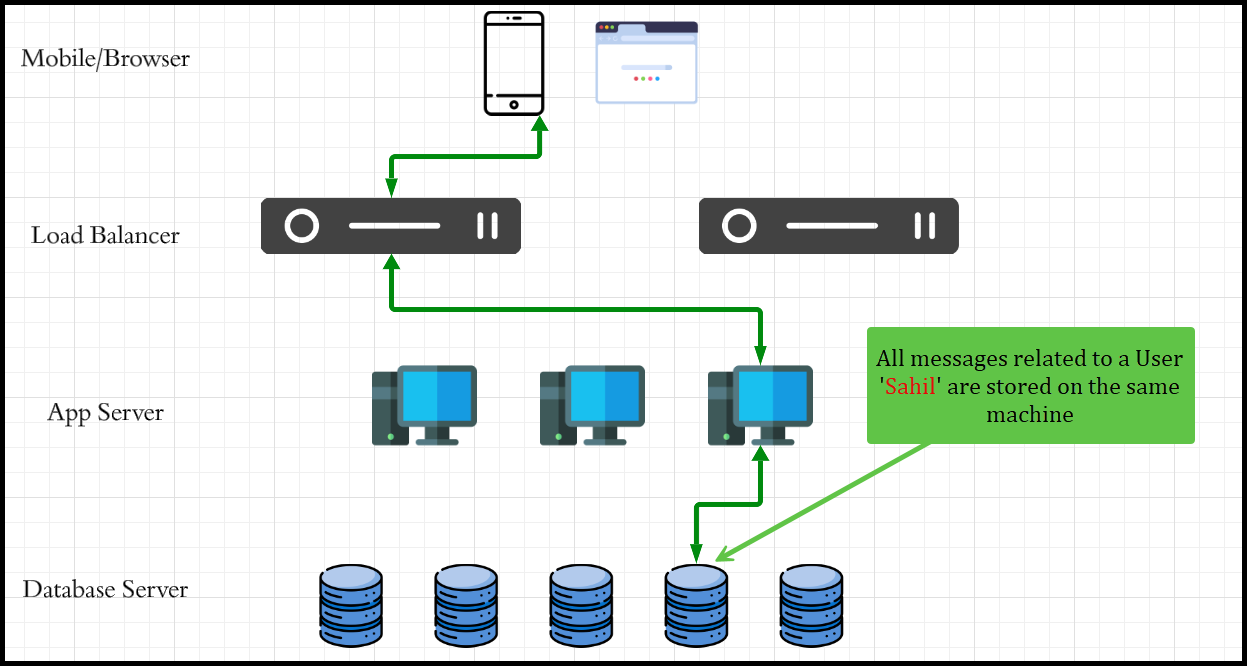 Mobile/Browser
Load Balancer
All messages related to a User
'Sahil' are stored on the same
machine
App Server
Database Server